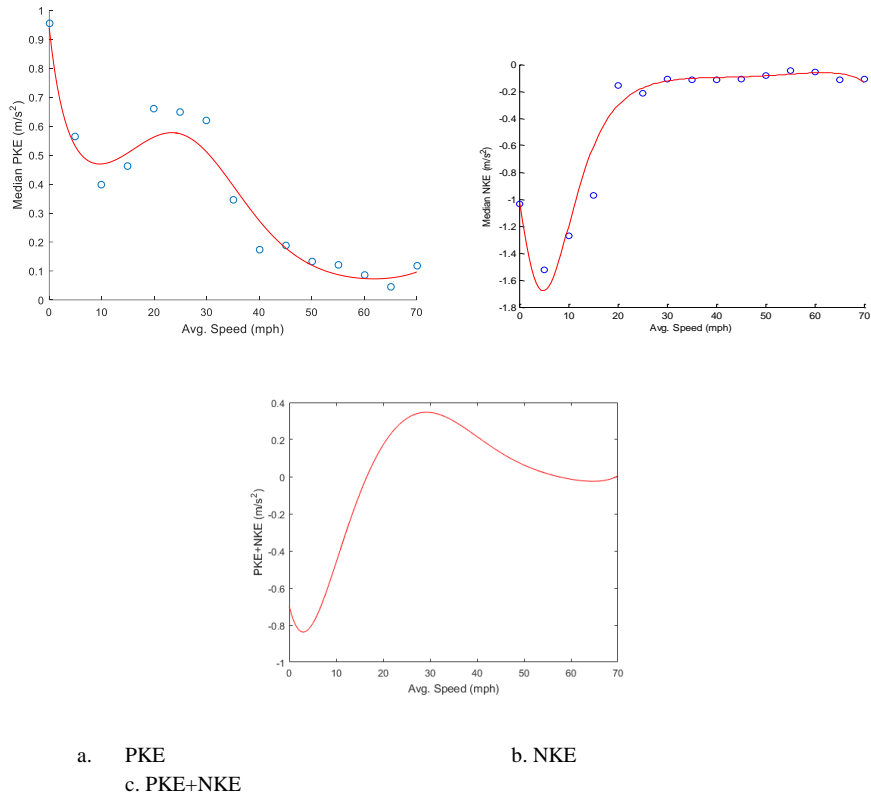 1
0.9
0.8
0.7
0.6
0.5
0.4
0.3
0.2
0.1
0
Median PKE (m/s²)
0 10 20 30 40 50 60 70
Avg. Speed (mph)
0
-0.2
-0.4
-0.6
-0.8
-1
-1.2
-1.4
-1.6
-1.8
Median NKE (m/s²)
0 10 20 30 40 50 60 70
Avg. Speed (mph)
0.4
0.2
0
-0.2
-0.4
-0.6
-0.8
-1
PKE+NKE (m/s²)
0 10 20 30 40 50 60 70
Avg. Speed (mph)
a. PKE
b. NKE
c. PKE+NKE